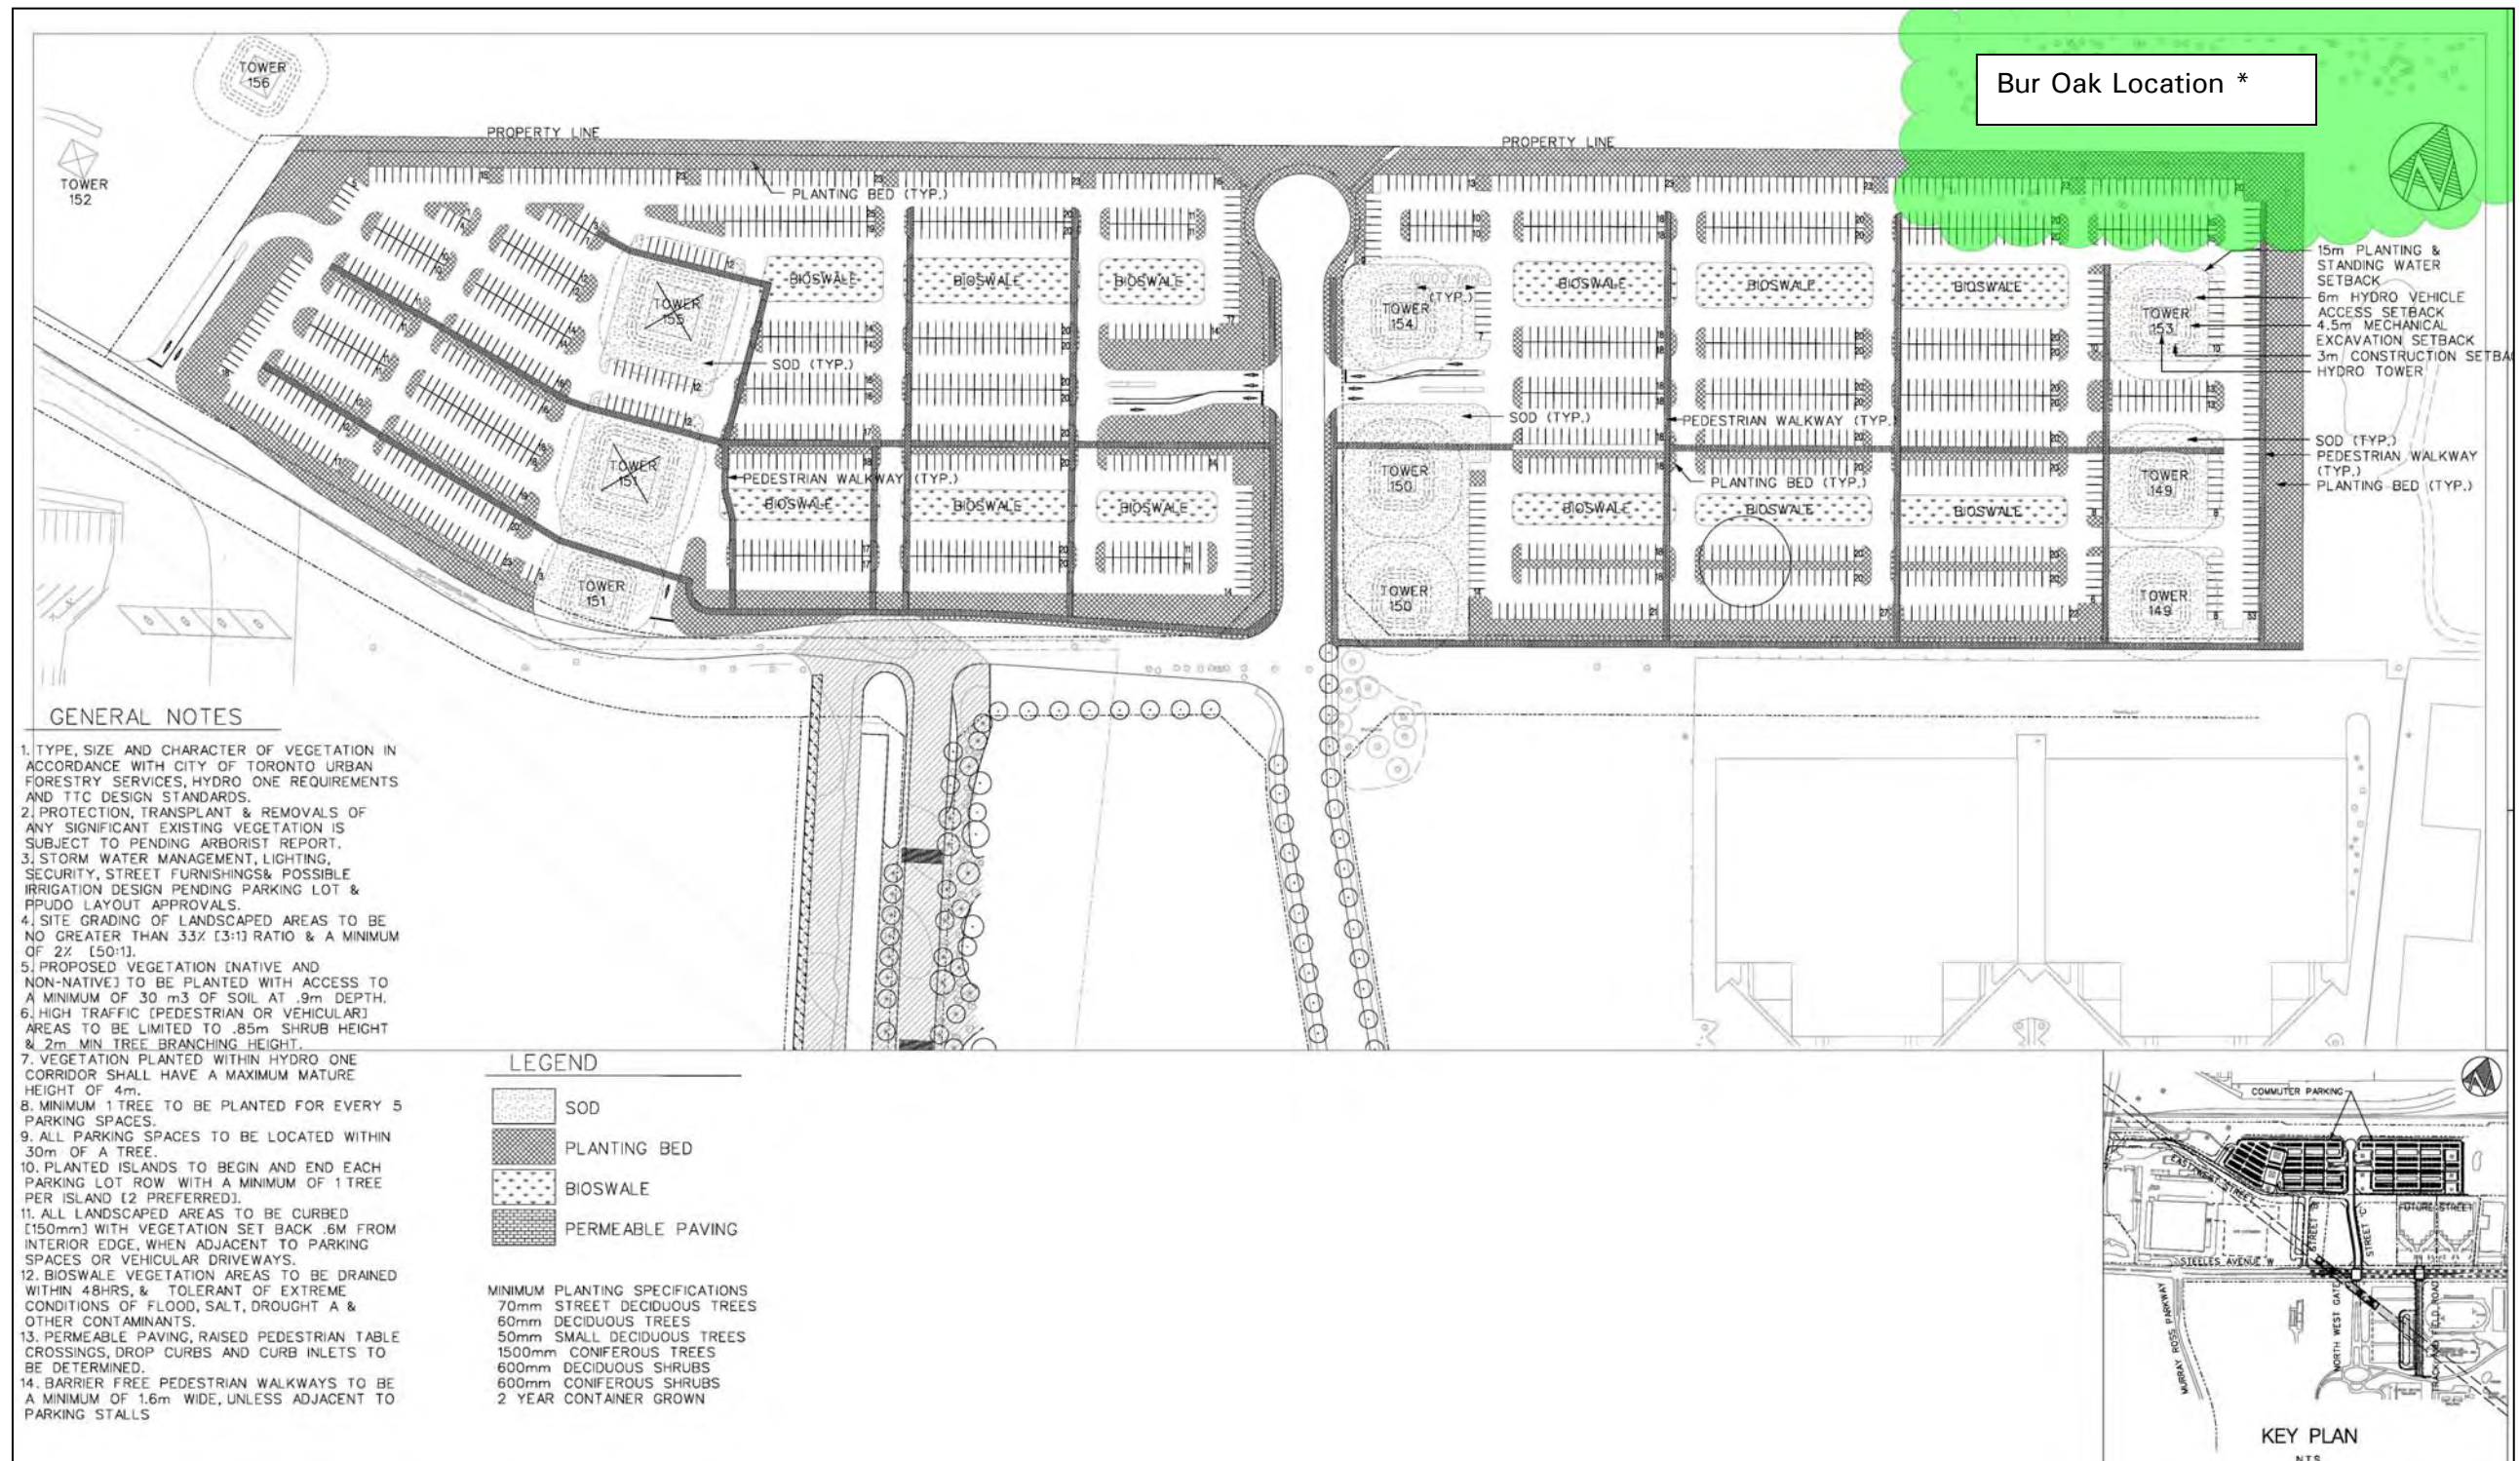 Bur Oak Location *
TOWER
156
TOWER
152
PROPERTY LINE
PROPERTY LINE
PLANTING BED (TYP.)
BIOSWALE
BIOSWALE
BIOSWALE
BIOSWALE
BIOSWALE
BIOSWALE
TOWER
155
TOWER
154
(TYP.)
TOWER
153
15m PLANTING &
STANDING WATER
SETBACK
6m HYDRO VEHICLE
ACCESS SETBACK
4.5m MECHANICAL
EXCAVATION SETBACK
3m CONSTRUCTION SETBA
HYDRO TOWER
SOD (TYP.)
SOD (TYP.)
PEDESTRIAN WALKWAY (TYP.)
SOD (TYP.)
PEDESTRIAN WALKWAY
(TYP.)
PLANTING BED (TYP.)
TOWER
151
PEDESTRIAN WALKWAY (TYP.)
TOWER
150
PLANTING BED (TYP.)
TOWER
149
BIOSWALE
BIOSWALE
BIOSWALE
BIOSWALE
BIOSWALE
BIOSWALE
TOWER
151
TOWER
150
TOWER
149
GENERAL NOTES
1. TYPE, SIZE AND CHARACTER OF VEGETATION IN
ACCORDANCE WITH CITY OF TORONTO URBAN
FORESTRY SERVICES, HYDRO ONE REQUIREMENTS
AND TTC DESIGN STANDARDS.
2. PROTECTION, TRANSPLANT & REMOVALS OF
ANY SIGNIFICANT EXISTING VEGETATION IS
SUBJECT TO PENDING ARBORIST REPORT.
3. STORM WATER MANAGEMENT, LIGHTING,
SECURITY, STREET FURNISHINGS& POSSIBLE
IRRIGATION DESIGN PENDING PARKING LOT &
PPUDO LAYOUT APPROVALS.
4. SITE GRADING OF LANDSCAPED AREAS TO BE
NO GREATER THAN 33% [3:1] RATIO & A MINIMUM
OF 2% [50:1].
5. PROPOSED VEGETATION [NATIVE AND
NON-NATIVE] TO BE PLANTED WITH ACCESS TO
A MINIMUM OF 30 m3 OF SOIL AT .9m DEPTH.
6. HIGH TRAFFIC [PEDESTRIAN OR VEHICULAR]
AREAS TO BE LIMITED TO .85m SHRUB HEIGHT
& 2m MIN TREE BRANCHING HEIGHT.
7. VEGETATION PLANTED WITHIN HYDRO ONE
CORRIDOR SHALL HAVE A MAXIMUM MATURE
HEIGHT OF 4m.
8. MINIMUM 1 TREE TO BE PLANTED FOR EVERY 5
PARKING SPACES.
9. ALL PARKING SPACES TO BE LOCATED WITHIN
30m OF A TREE.
10. PLANTED ISLANDS TO BEGIN AND END EACH
PARKING LOT ROW WITH A MINIMUM OF 1 TREE
PER ISLAND [2 PREFERRED].
11. ALL LANDSCAPED AREAS TO BE CURBED
[150mm] WITH VEGETATION SET BACK .6M FROM
INTERIOR EDGE, WHEN ADJACENT TO PARKING
SPACES OR VEHICULAR DRIVEWAYS.
12. BIOSWALE VEGETATION AREAS TO BE DRAINED
WITHIN 48HRS, & TOLERANT OF EXTREME
CONDITIONS OF FLOOD, SALT, DROUGHT A &
OTHER CONTAMINANTS.
13. PERMEABLE PAVING, RAISED PEDESTRIAN TABLE
CROSSINGS, DROP CURBS AND CURB INLETS TO
BE DETERMINED.
14. BARRIER FREE PEDESTRIAN WALKWAYS TO BE
A MINIMUM OF 1.6m WIDE, UNLESS ADJACENT TO
PARKING STALLS
LEGEND
SOD
PLANTING BED
BIOSWALE
PERMEABLE PAVING
MINIMUM PLANTING SPECIFICATIONS
70mm STREET DECIDUOUS TREES
60mm DECIDUOUS TREES
50mm SMALL DECIDUOUS TREES
1500mm CONIFEROUS TREES
600mm DECIDUOUS SHRUBS
600mm CONIFEROUS SHRUBS
2 YEAR CONTAINER GROWN
COMMUTER PARKING
EAST-WEST STREET
FUTURE STREET
STREET 'C'
STEELES AVENUE W
MURRAY ROSS PARKWAY
NORTH WEST GATE
TRACK AND FIELD ROAD
KEY PLAN
NTS